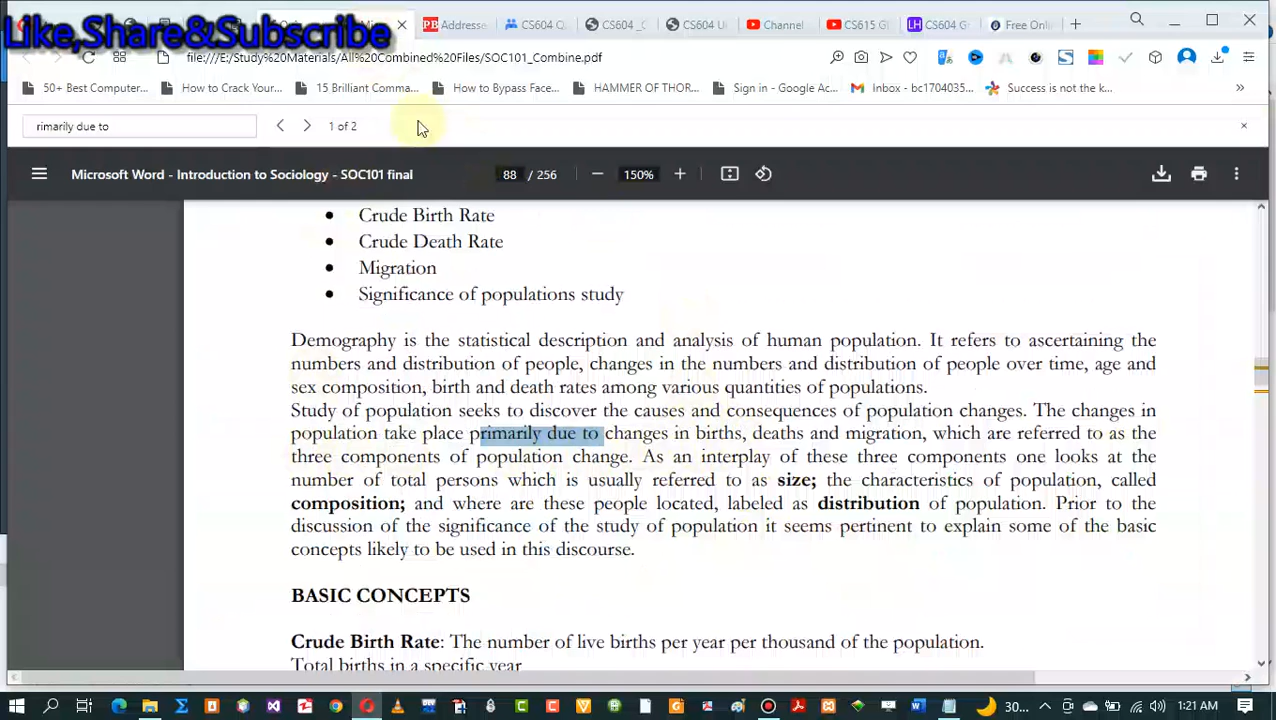 Like,Share&Subscribe
Address
CS604 Q
CS604 _
CS604 U
Channel
CS615 G
CS604 G
Free Onl
file:///E:/Study%20Materials/All%20Combined%20Files/SOC101_Combine.pdf
50+ Best Computer...
How to Crack Your...
15 Brilliant Comma...
How to Bypass Face...
HAMMER OF THOR...
Sign in - Google Ac...
Inbox - bc1704035...
Success is not the k...
rimarily due to
1 of 2
Microsoft Word - Introduction to Sociology - SOC101 final
88 / 256
150%
• Crude Birth Rate
• Crude Death Rate
• Migration
• Significance of populations study
Demography is the statistical description and analysis of human population. It refers to ascertaining the
numbers and distribution of people, changes in the numbers and distribution of people over time, age and
sex composition, birth and death rates among various quantities of populations.
Study of population seeks to discover the causes and consequences of population changes. The changes in
population take place primarily due to changes in births, deaths and migration, which are referred to as the
three components of population change. As an interplay of these three components one looks at the
number of total persons which is usually referred to as size; the characteristics of population, called
composition; and where are these people located, labeled as distribution of population. Prior to the
discussion of the significance of the study of population it seems pertinent to explain some of the basic
concepts likely to be used in this discourse.
BASIC CONCEPTS
Crude Birth Rate: The number of live births per year per thousand of the population.
Total births in a specific year
30...
1:21 AM